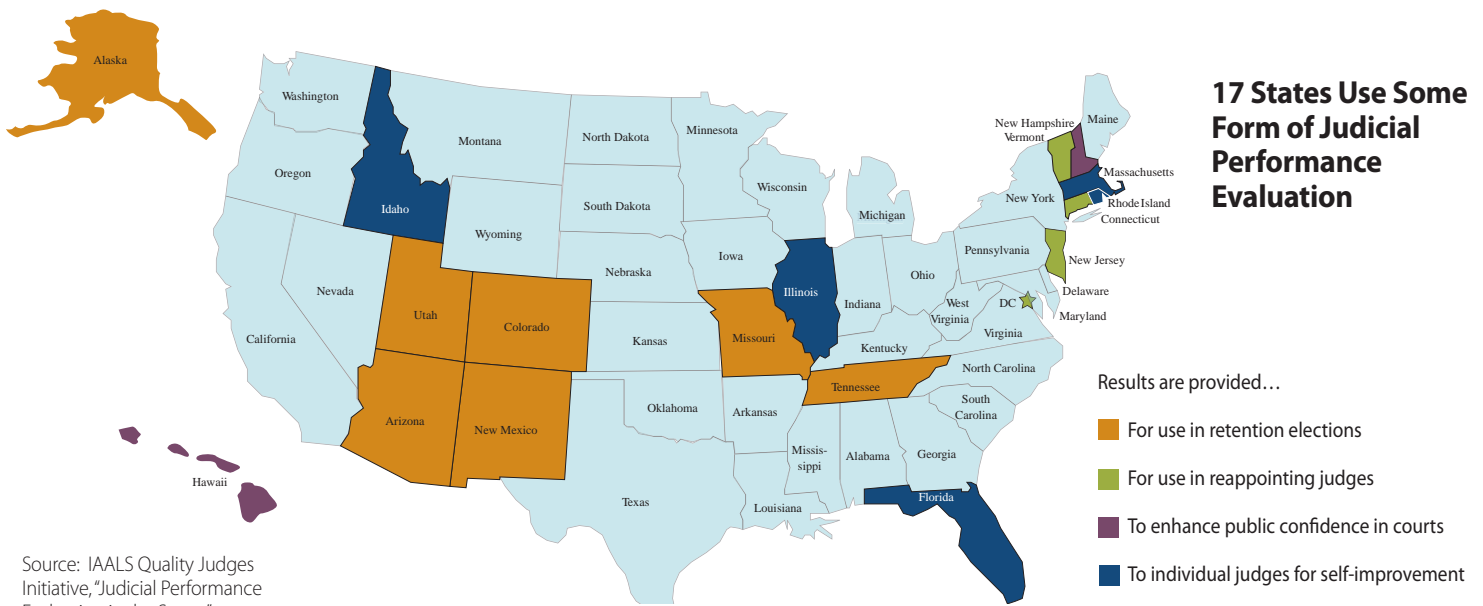 Alaska
Washington
Oregon
California
Nevada
Idaho
Montana
Wyoming
Utah
Colorado
Arizona
New Mexico
North Dakota
South Dakota
Nebraska
Kansas
Oklahoma
Texas
Minnesota
Iowa
Missouri
Arkansas
Louisiana
Wisconsin
Illinois
Michigan
Indiana
Ohio
Kentucky
Tennessee
Missis-
sippi
Alabama
Georgia
Florida
South
Carolina
North Carolina
Virginia
West
Virginia
DC
Maryland
Delaware
Pennsylvania
New Jersey
New York
Connecticut
RhodeIsland
Massachusetts
Vermont
New Hampshire
Maine
Hawaii
17 States Use Some
Form of Judicial
Performance
Evaluation
Results are provided…
For use in retention elections
For use in reappointing judges
To enhance public confidence in courts
To individual judges for self-improvement
Source: IAALS Quality Judges
Initiative, “Judicial Performance